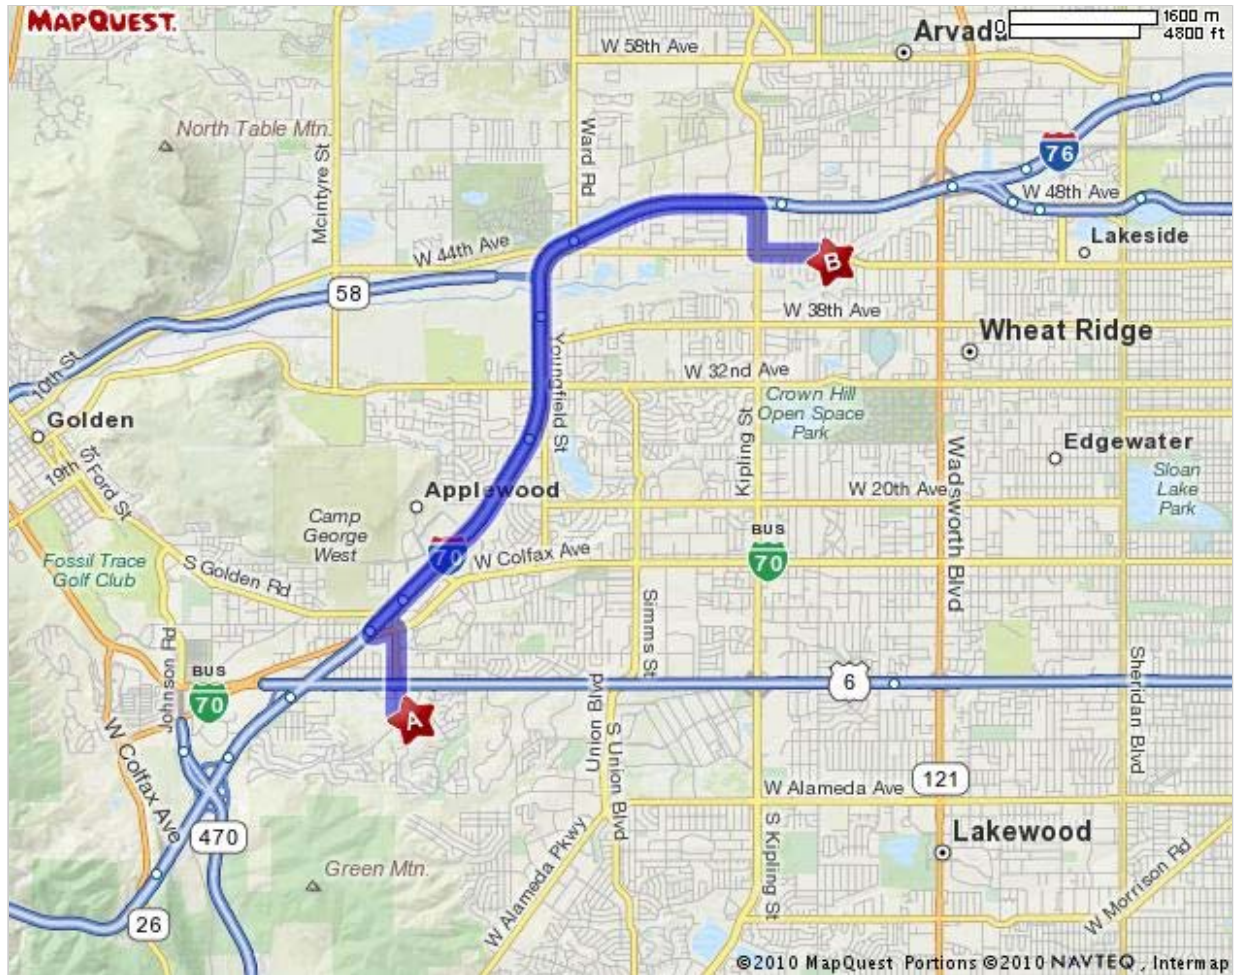 MAPQUEST.
Arvada
0
1600 m
4800 ft
W 58th Ave
North Table Mtn.
Mcintyre St
Ward Rd
76
W 48th Ave
W 44th Ave
Lakeside
B
58
W 38th Ave
Wheat Ridge
10th St
Youngfield St
W 32nd Ave
Golden
Crown Hill
Open Space
Park
Kipling St
Edgewater
19th St
S Ford St
Applewood
Wadsworth Blvd
W 20th Ave
Sloan
Lake
Park
Camp
George
West
BUS
70
70
W Colfax Ave
Fossil Trace
Golf Club
S Golden Rd
Simms St
Johnson Rd
BUS
70
6
Sheridan Blvd
A
Union Blvd
S Union Blvd
W Colfax Ave
W Alameda Ave
121
470
S Kipling St
Lakewood
Green Mtn.
W Alameda Pkwy
W Morrison Rd
26
©2010 MapQuest Portions ©2010 NAVTEQ, Intermap